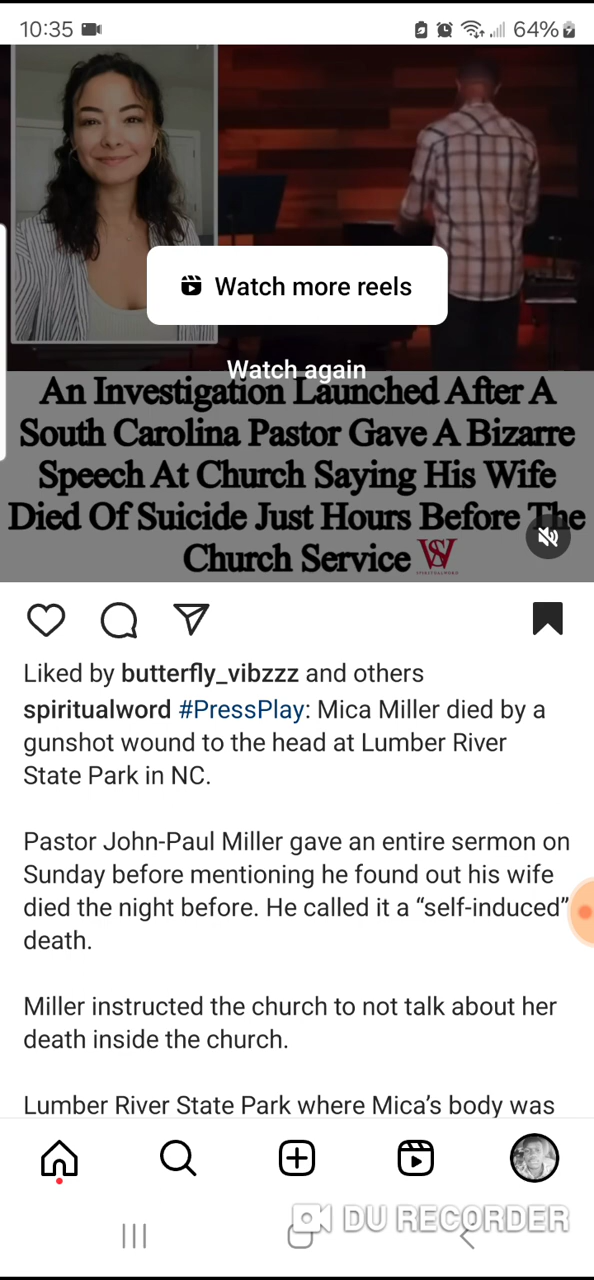 10:35
64%
Watch more reels
Watch again
An Investigation Launched After A
South Carolina Pastor Gave A Bizarre
Speech At Church Saying His Wife
Died Of Suicide Just Hours Before The
Church Service
Liked by butterfly_vibzzz and others
spiritualword #PressPlay: Mica Miller died by a
gunshot wound to the head at Lumber River
State Park in NC.
Pastor John-Paul Miller gave an entire sermon on
Sunday before mentioning he found out his wife
died the night before. He called it a “self-induced”
death.
Miller instructed the church to not talk about her
death inside the church.
Lumber River State Park where Mica’s body was
DU RECORDER